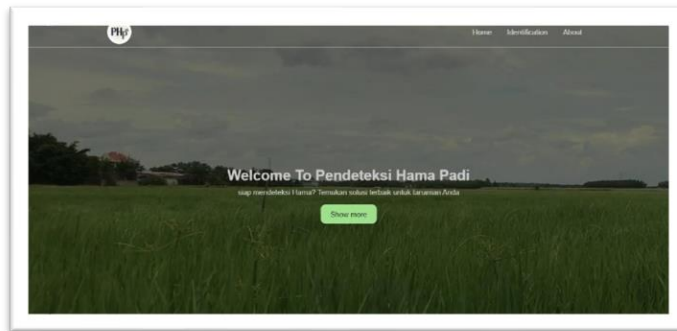 PHP
Home Identification About
Welcome To Pendeteksi Hama Padi
siap mendeteksi Hama? Temukan solusi terbaik untuk tanaman Anda
Show more